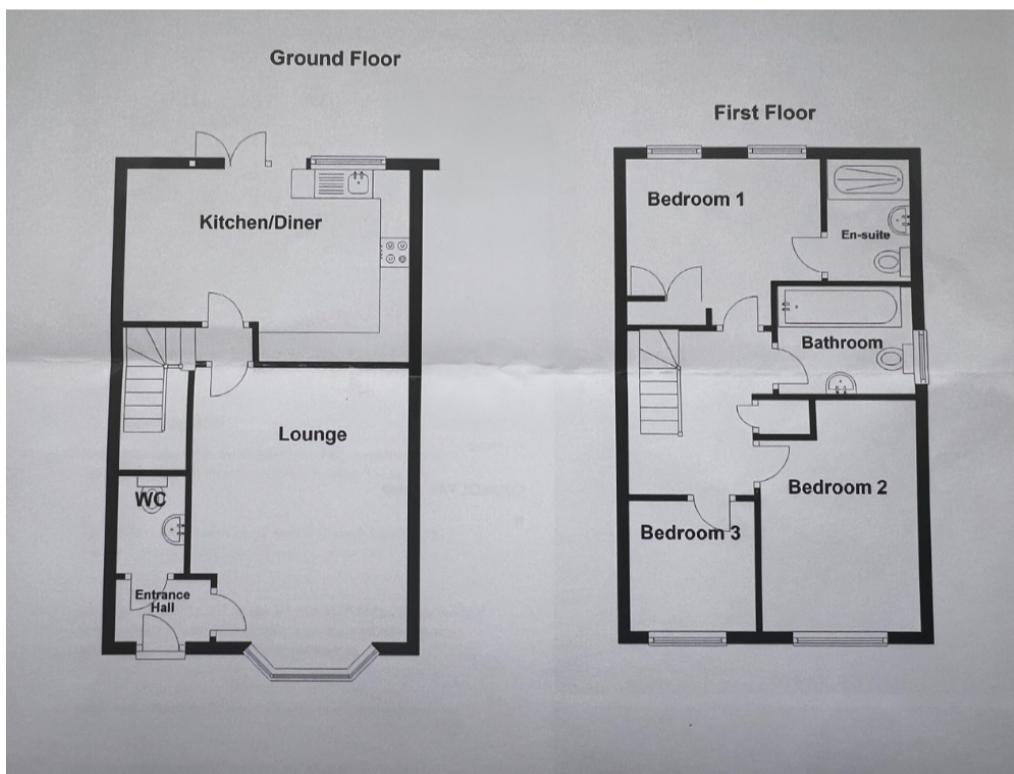 Ground Floor
Kitchen/Diner
Lounge
WC
Entrance
Hall
First Floor
Bedroom 1
En-suite
Bathroom
Bedroom 2
Bedroom 3